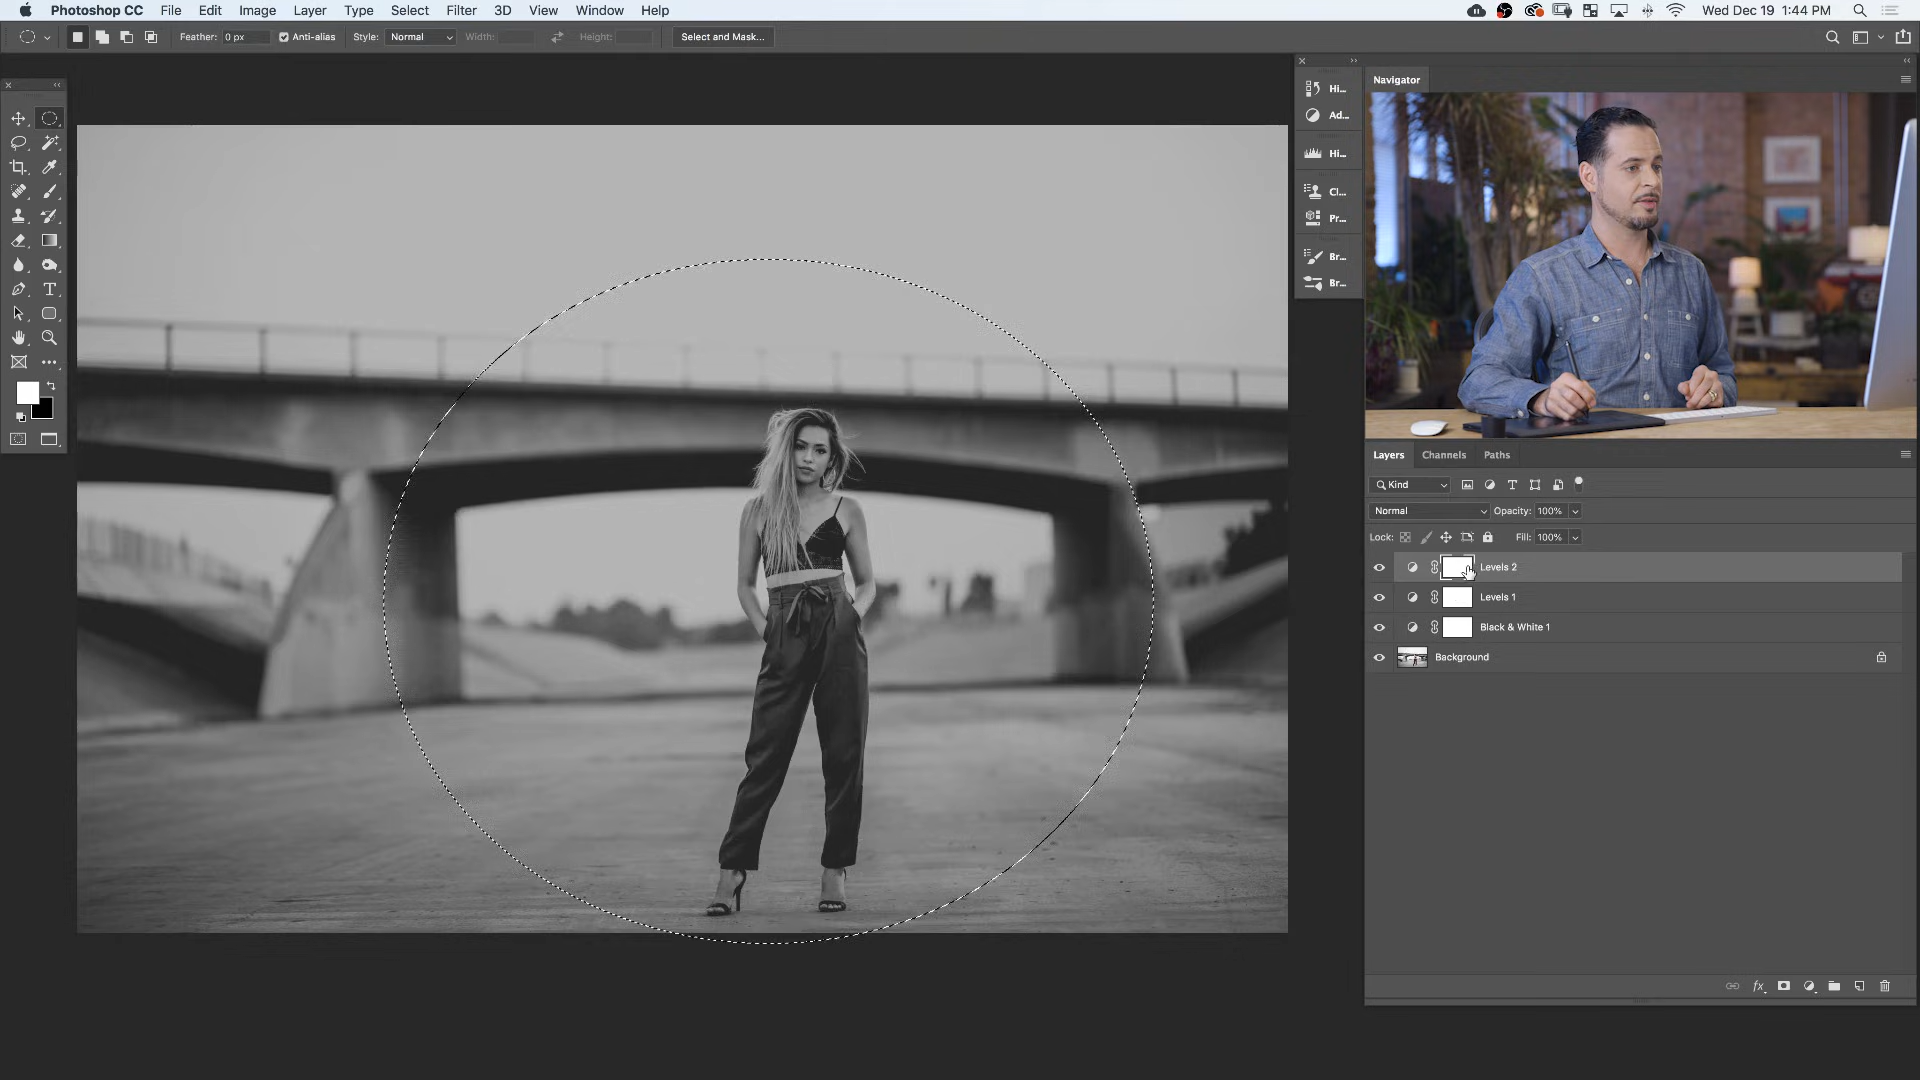 Photoshop CC File Edit Image Layer Type Select Filter 3D View Window Help Wed Dec 19 1:44 PM
Feather: 0 px Anti-alias Style: Normal Width: Height: Select and Mask...
Navigator
Hi...
Ad...
Hi...
Cl...
Pr...
Br...
Br...
Layers Channels Paths
Kind
Normal Opacity: 100%
Lock: Fill: 100%
Levels 2
Levels 1
Black & White 1
Background
fx